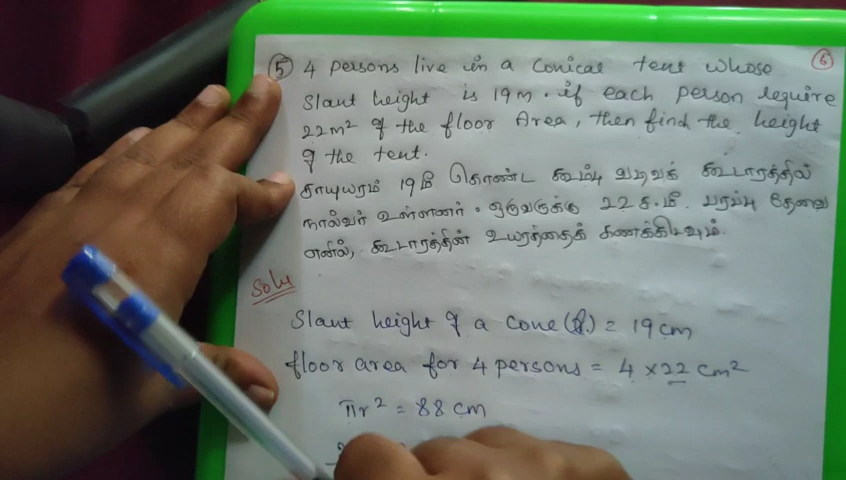 ⑤ 4 persons live in a conical tent whose ⑥
slant height is 19m. if each person require
22m² of the floor Area, then find the height
of the tent.
சாயுயரம் 19மீ கொண்ட கூம்பு வடிவக் கூடாரத்தில்
நால்வர் உள்ளனர். ஒருவருக்கு 22 ச.மீ. பரப்பு தேவை
எனில், கூடாரத்தின் உயரத்தைக் கணக்கிடவும்.
Solu
Slant height of a cone (l.) = 19 cm
floor area for 4 persons = 4 × 22 cm²
πr² = 88 cm